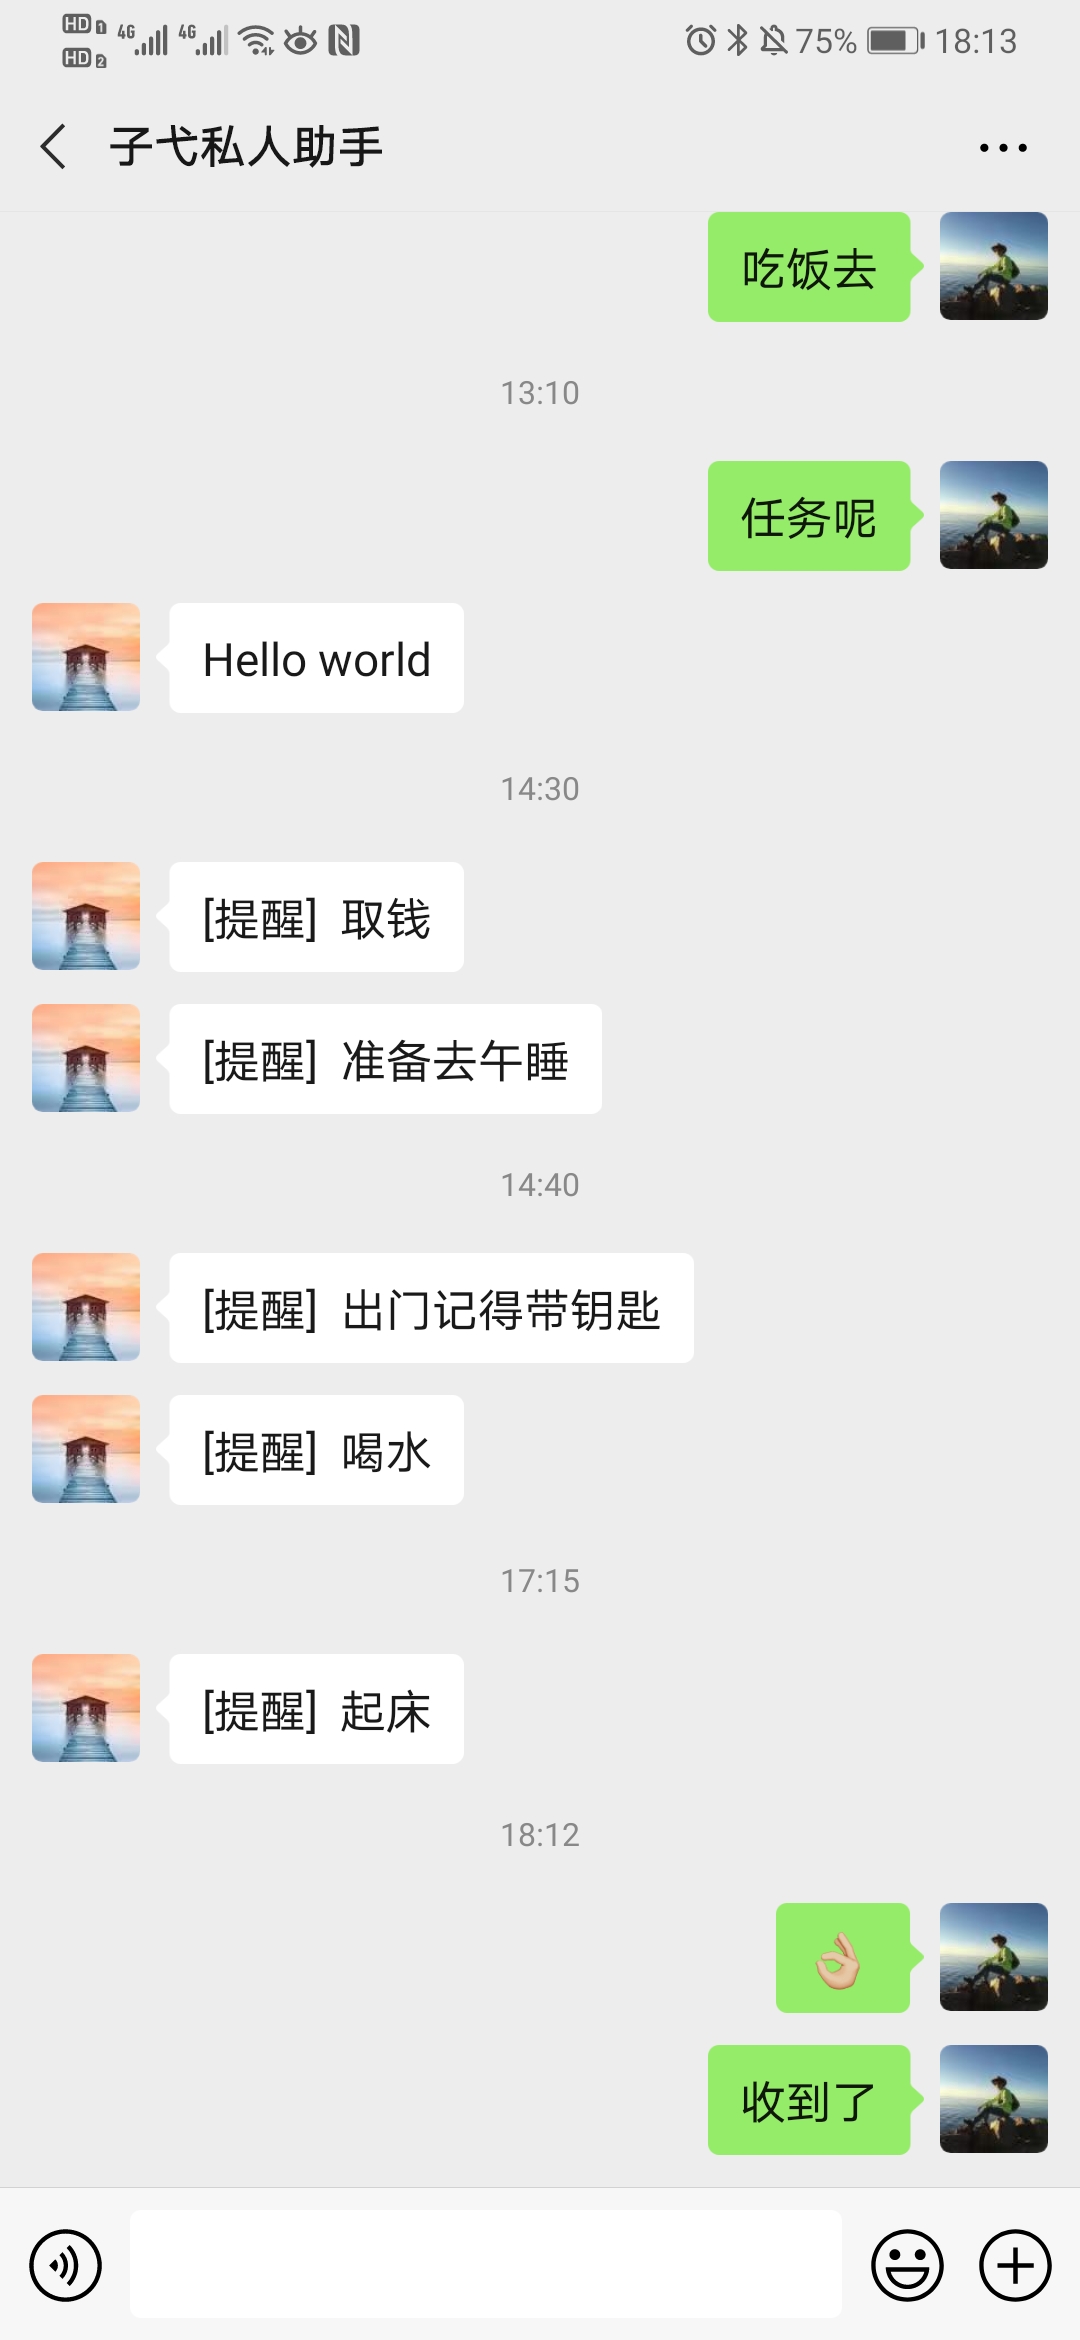 HD 1 4G 4G 75% 18:13
HD 2
子弋私人助手
吃饭去
13:10
任务呢
Hello world
14:30
[提醒] 取钱
[提醒] 准备去午睡
14:40
[提醒] 出门记得带钥匙
[提醒] 喝水
17:15
[提醒] 起床
18:12
👌🏼
收到了